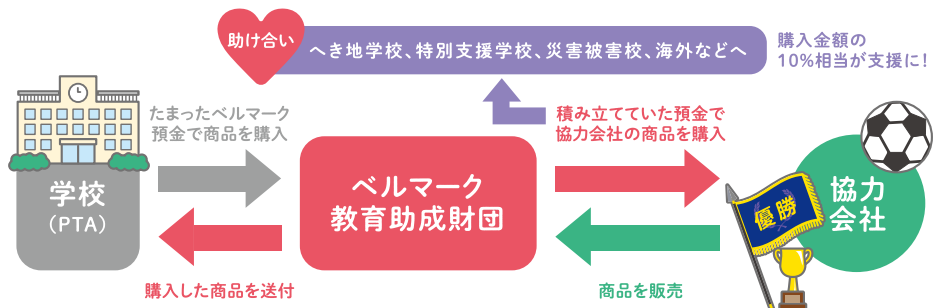 助け合い
へき地学校、特別支援学校、災害被害校、海外などへ
購入金額の
10%相当が支援に!
たまったベルマーク
預金で商品を購入
積み立てていた預金で
協力会社の商品を購入
学校
(PTA)
ベルマーク
教育助成財団
優勝
協力
会社
購入した商品を送付
商品を販売